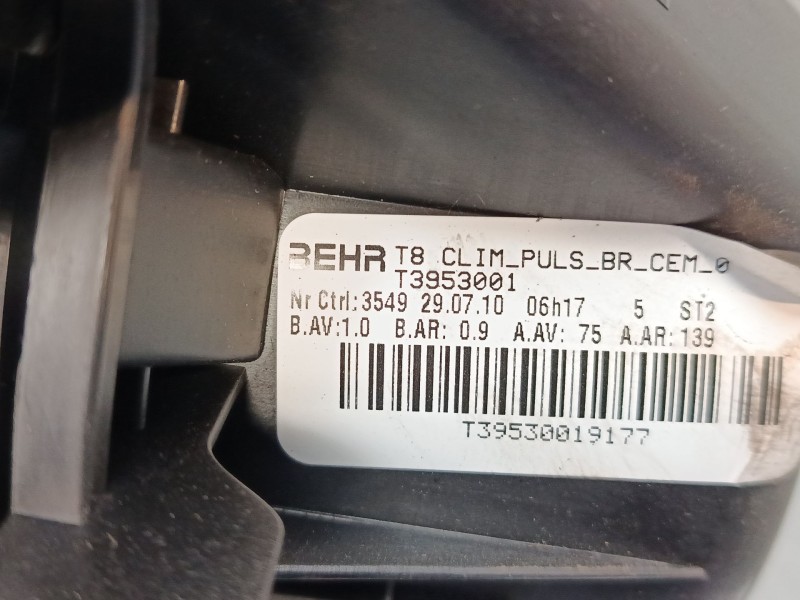 BEHR T8 CLIM_PULS_BR_CEM_0
T3953001
Nr Ctrl:3549 29.07.10 06h17 5 ST2
B.AV:1.0 B.AR: 0.9 A.AV: 75 A.AR: 139
T39530019177